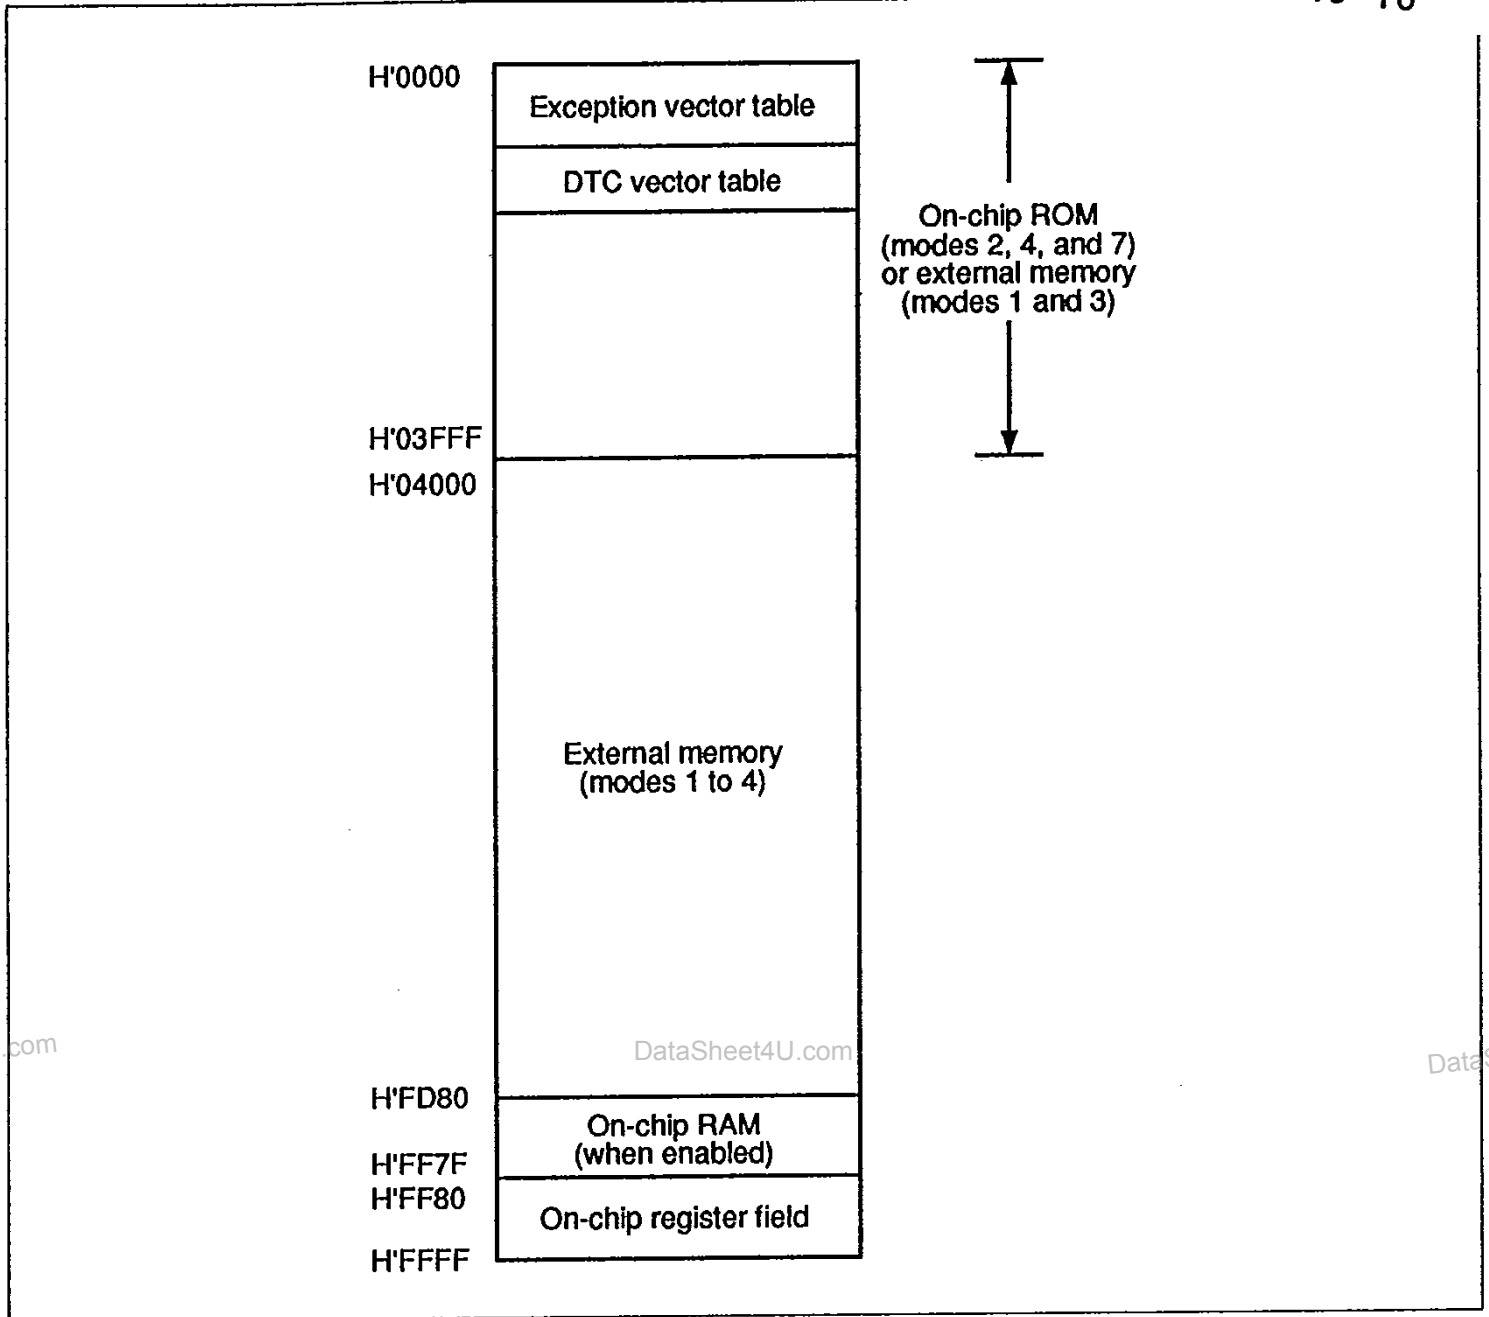 H'0000
Exception vector table
DTC vector table
On-chip ROM
(modes 2, 4, and 7)
or external memory
(modes 1 and 3)
H'03FFF
H'04000
External memory
(modes 1 to 4)
.com
DataSheet4U.com
DataS
H'FD80
On-chip RAM
(when enabled)
H'FF7F
H'FF80
On-chip register field
H'FFFF